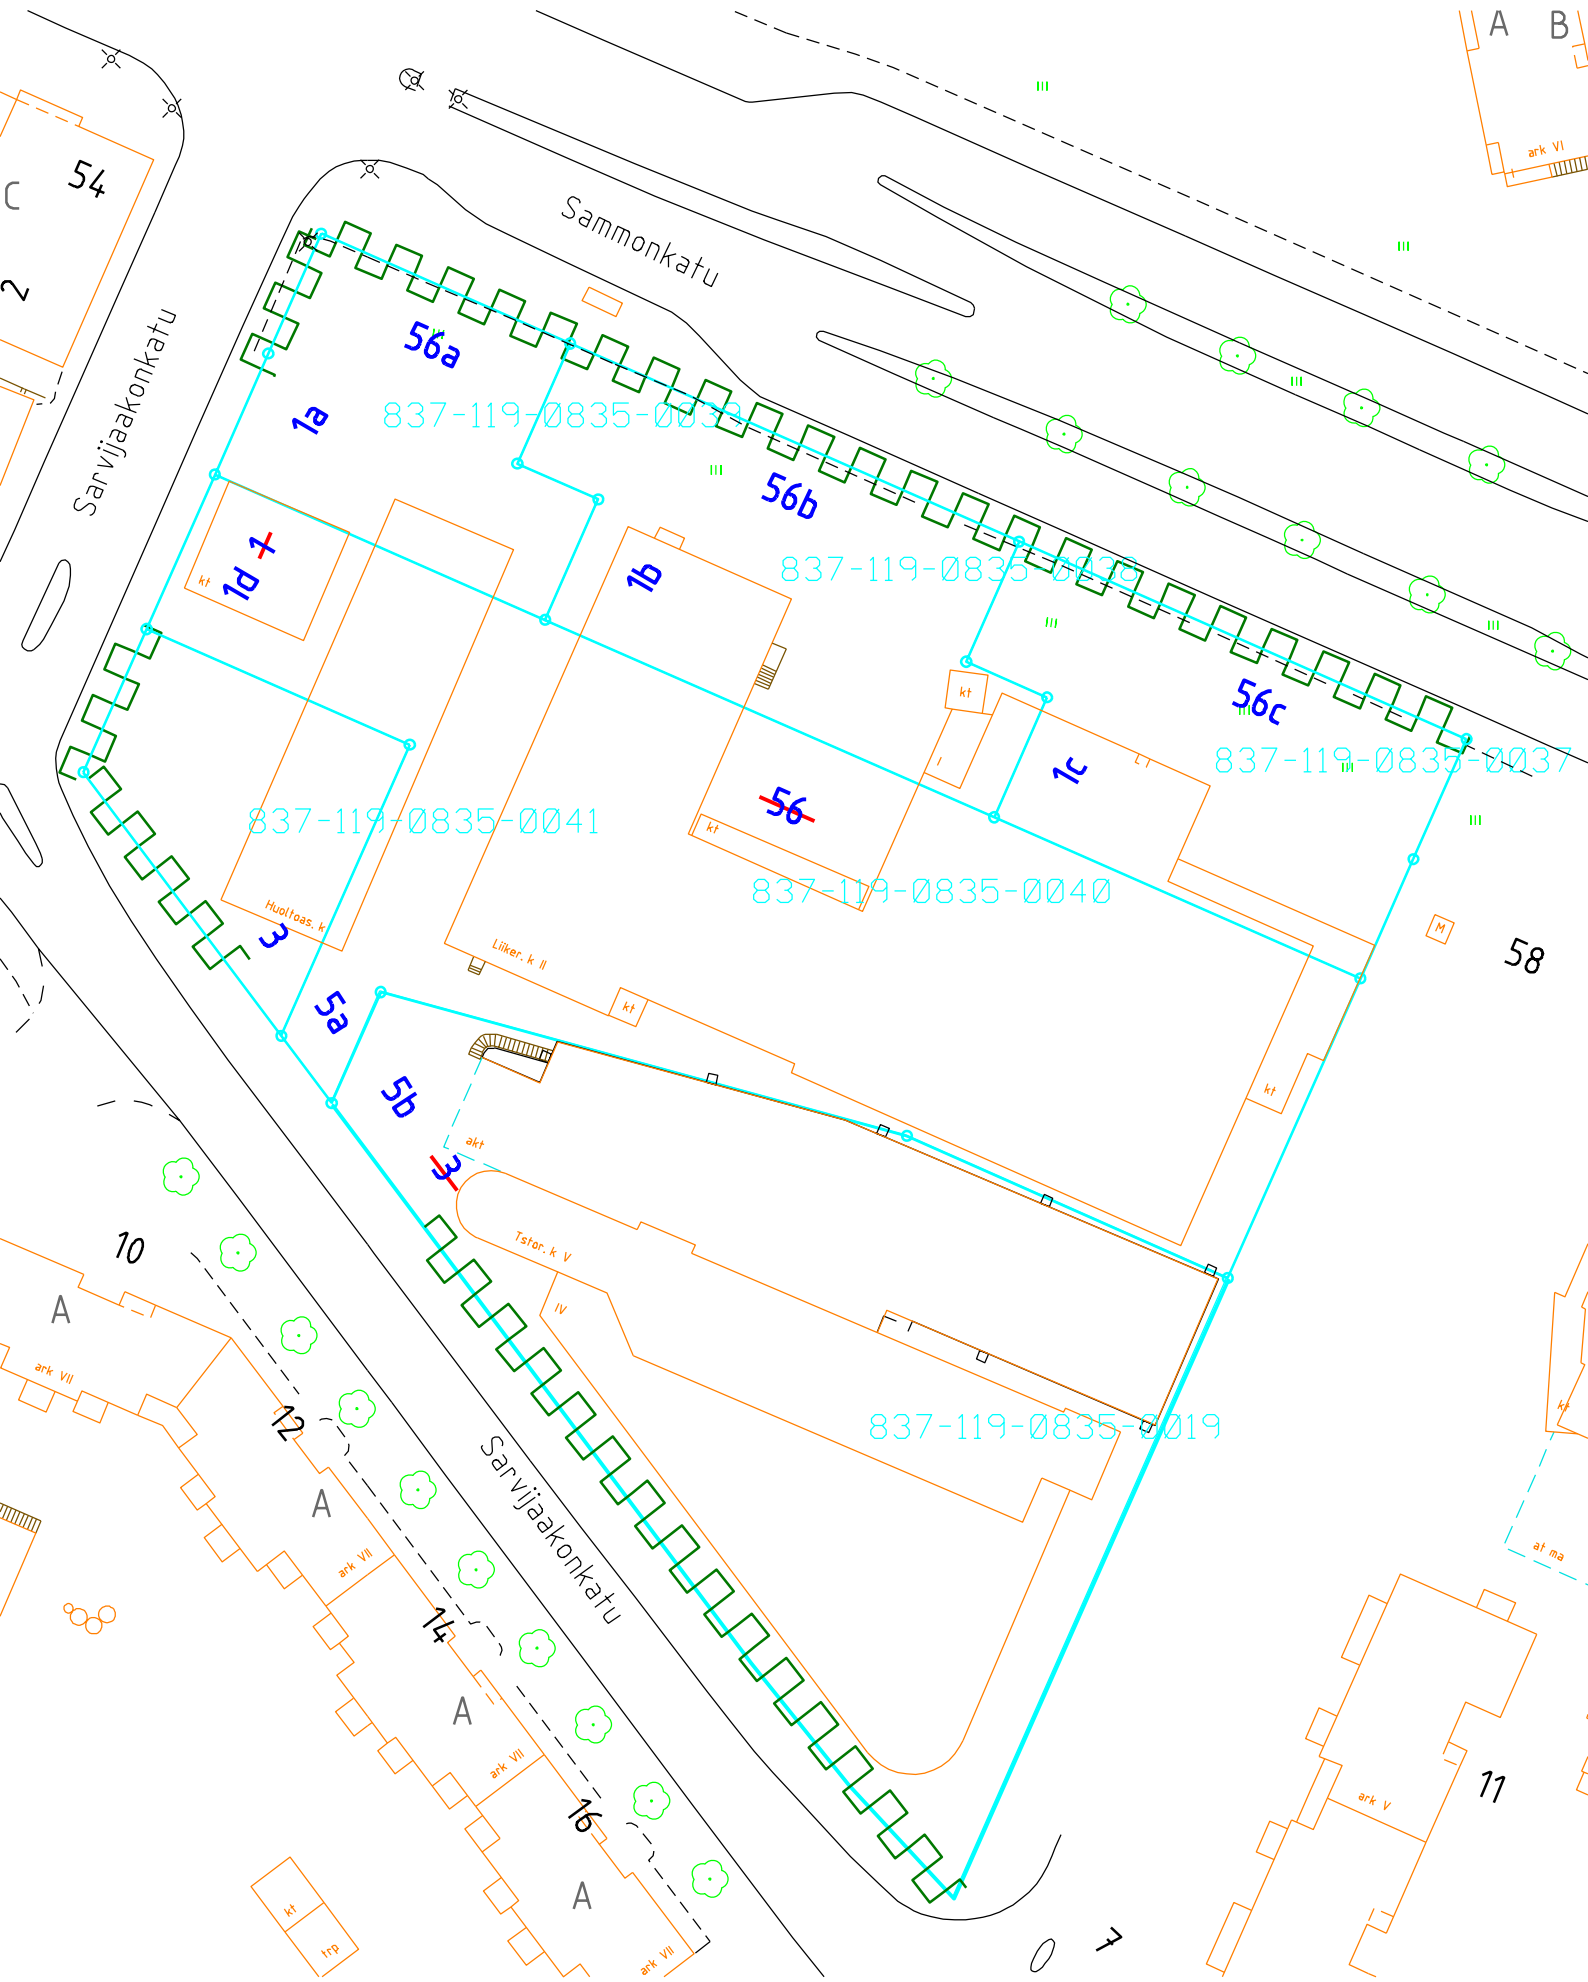 A
B
ark VI
54
C
2
Sammonkatu
Sarvijaakonkatu
56a
1a
837-119-0835-0039
56b
1
1d
kt
1b
837-119-0835-0038
56c
kt
1c
837-119-0835-0037
I
56
kt
837-119-0835-0041
837-119-0835-0040
Huoltoas. k
3
Liiker. k II
M
58
kt
5a
5b
kt
akt
3
Tstor. k V
IV
10
A
ark VII
12
837-119-0835-0019
kt
A
Sarvijaakonkatu
ark VII
at ma
14
A
ark VII
16
11
ark V
A
kt
trp
ark VII
7